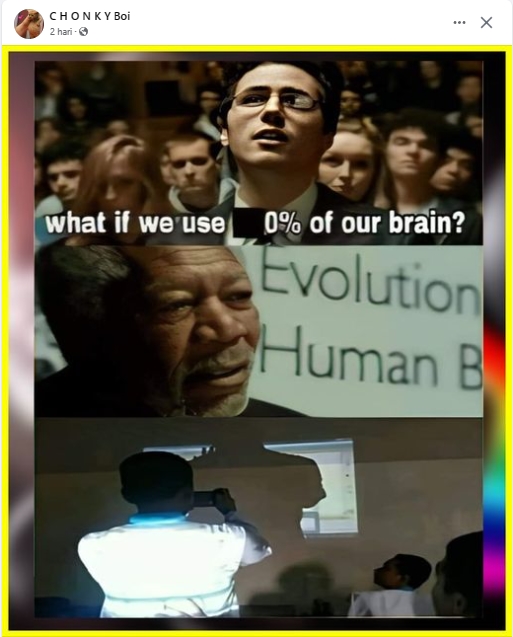 C H O N K Y Boi
2 hari
what if we use 0% of our brain?
Evolution
Human B